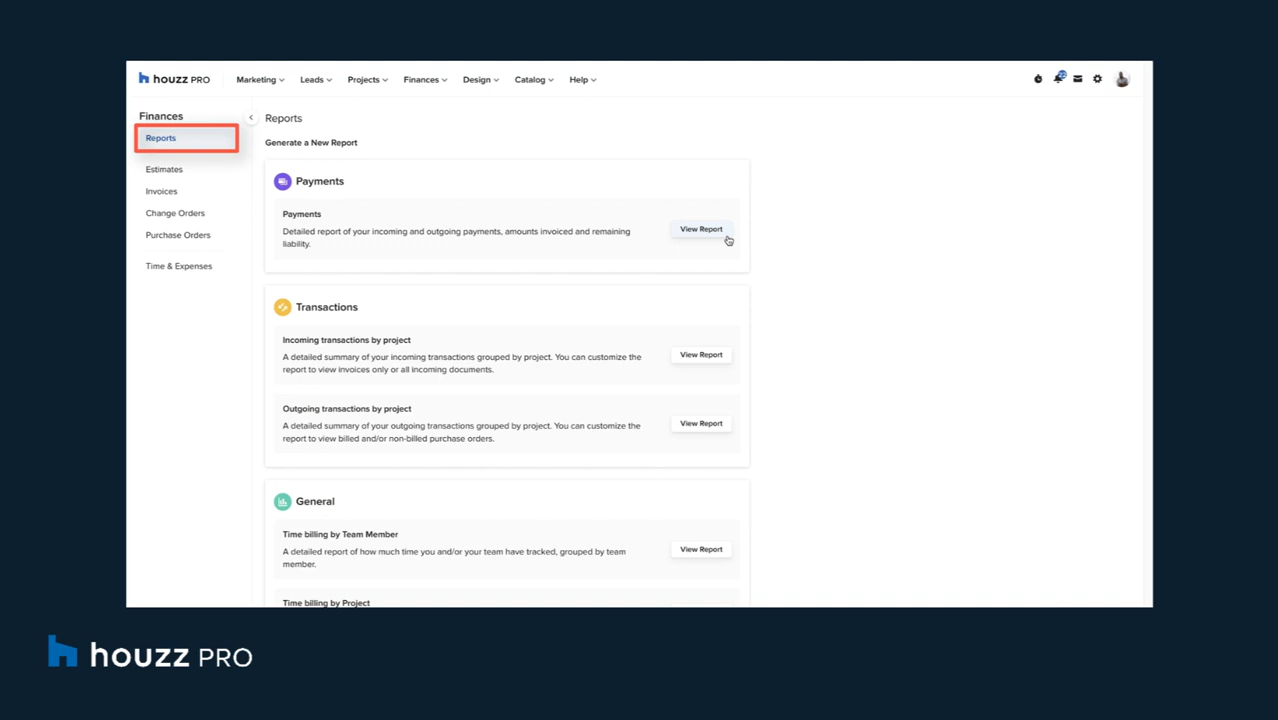 houzz PRO
Marketing
Leads
Projects
Finances
Design
Catalog
Help
22
Finances
Reports
Estimates
Invoices
Change Orders
Purchase Orders
Time & Expenses
Reports
Generate a New Report
Payments
Payments
Detailed report of your incoming and outgoing payments, amounts invoiced and remaining
liability.
View Report
Transactions
Incoming transactions by project
A detailed summary of your incoming transactions grouped by project. You can customize the
report to view invoices only or all incoming documents.
View Report
Outgoing transactions by project
A detailed summary of your outgoing transactions grouped by project. You can customize the
report to view billed and/or non-billed purchase orders.
View Report
General
Time billing by Team Member
A detailed report of how much time you and/or your team have tracked, grouped by team
member.
View Report
Time billing by Project
houzz PRO